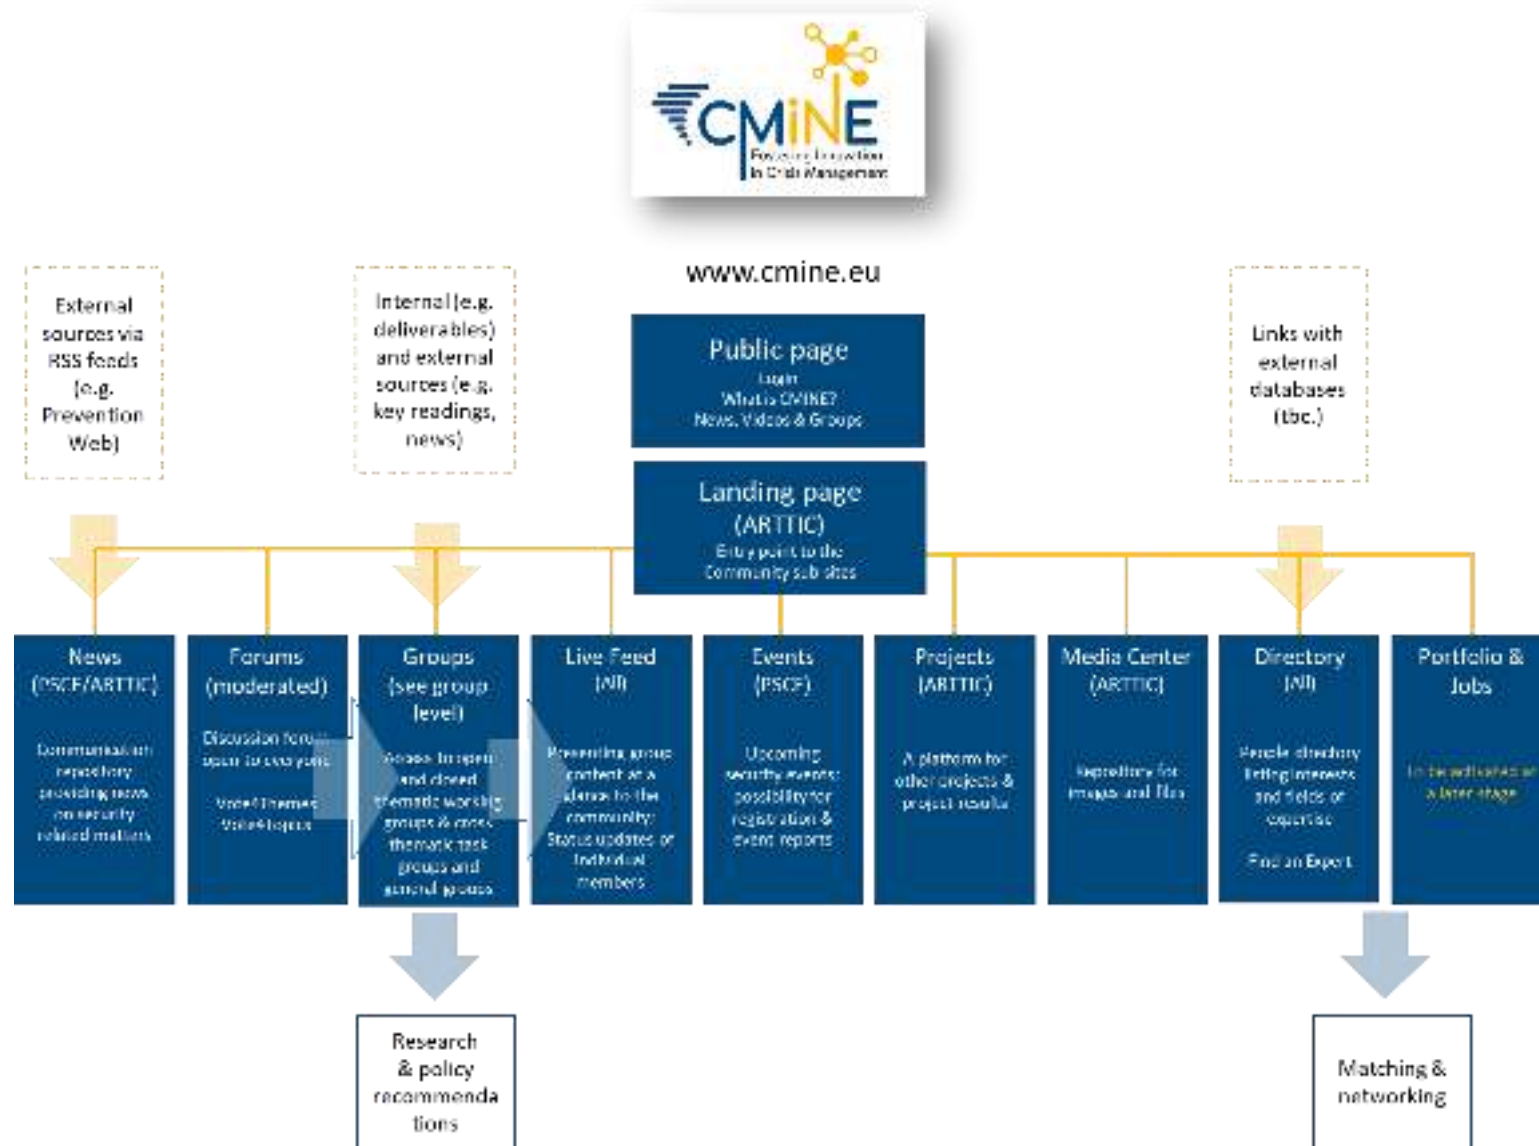 CMiNE
Fostering Innovation
in Crisis Management
www.cmine.eu
External
sources via
RSS feeds
(e.g.
Prevention
Web)
Internal (e.g.
deliverables)
and external
sources (e.g.
key readings,
news)
Links with
external
databases
(tbc.)
Public page
Login
What is CMINE?
News, Videos & Groups
Landing page
(ARTTIC)
Entry point to the
Community sub-sites
News
(PSCE/ARTTIC)
Communication
repository
providing news
on security
related matters
Forums
(moderated)
Discussion forum
open to everyone
Vote4Themes
Vote4Topics
Groups
(see group
level)
Access to open
and closed
thematic working
groups & cross
thematic task
groups and
general groups
Live Feed
(All)
Presenting group
content at a
glance to the
community;
Status updates of
individual
members
Events
(PSCE)
Upcoming
security events;
possibility for
registration &
event reports
Projects
(ARTTIC)
A platform for
other projects &
project results
Media Center
(ARTTIC)
Repository for
images and files
Directory
(All)
People directory
listing interests
and fields of
expertise
Find an Expert
Portfolio &
Jobs
To be activated at
a later stage
Research
& policy
recommenda
tions
Matching &
networking